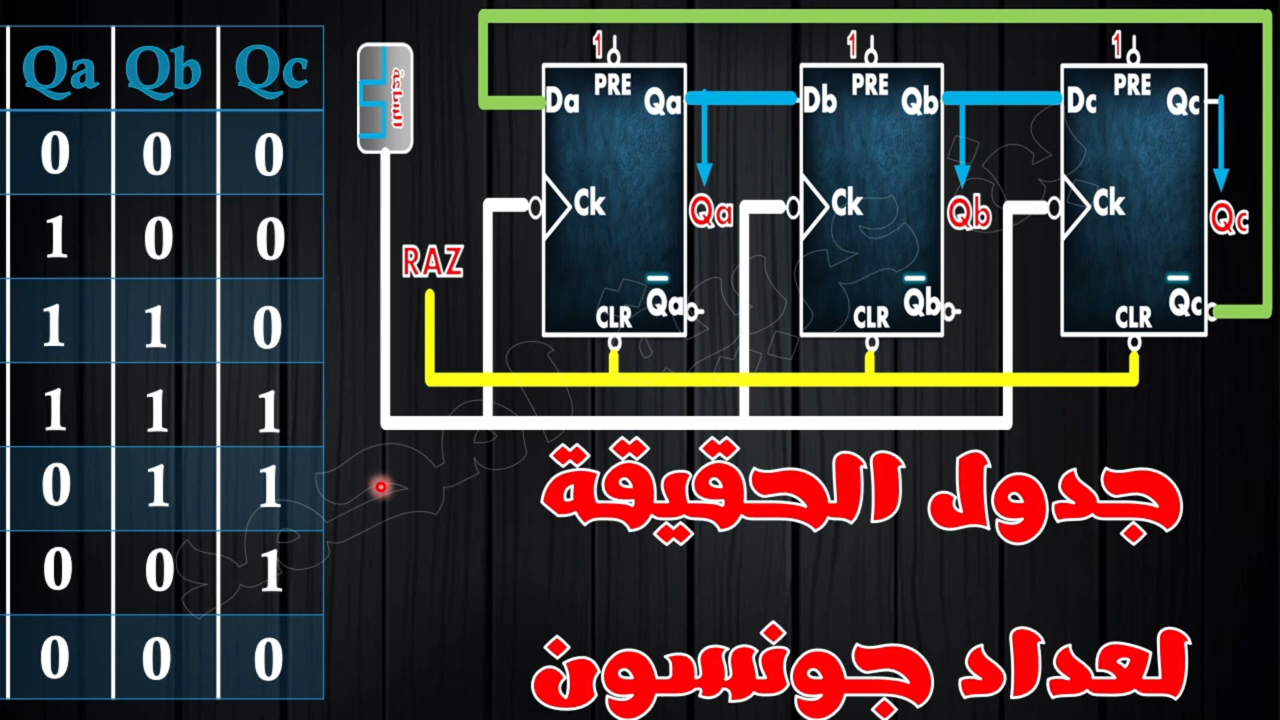 Qa Qb Qc
0 0 0
1 0 0
1 1 0
1 1 1
0 1 1
0 0 1
0 0 0
الساعة
RAZ
1 1 1
PRE PRE PRE
Da Qa Db Qb Dc Qc
Ck Ck Ck
Qa Qb Qc
Q̅a Q̅b Q̅c
CLR CLR CLR
جدول الحقيقة
لعداد جونسون